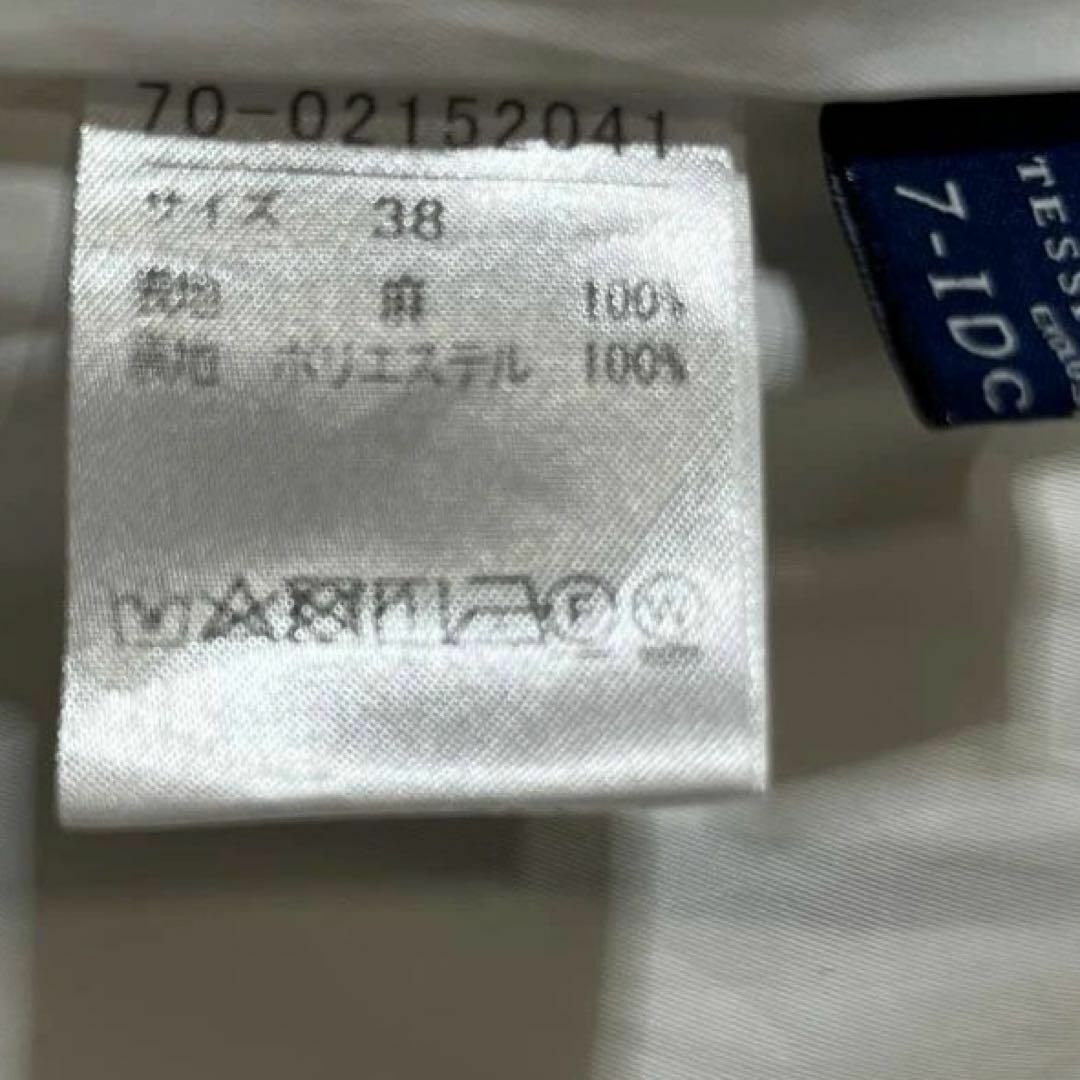 70-02152041
サイズ 38
表地 麻 100%
裏地 ポリエステル 100%
F W
7-IDC